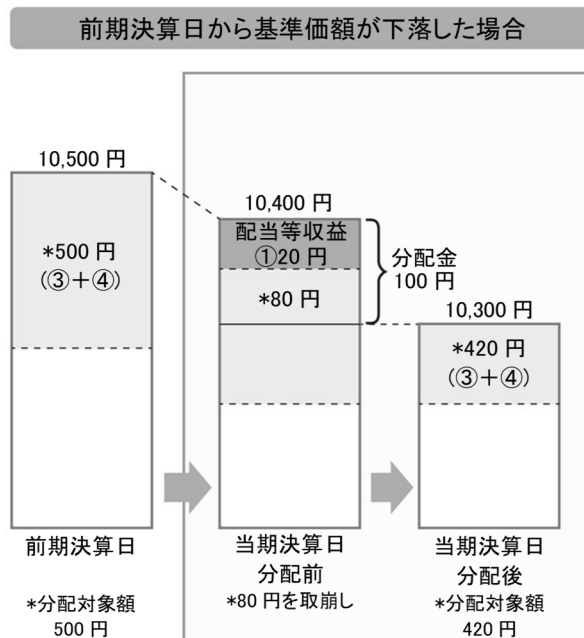 前期決算日から基準価額が下落した場合
10,500 円
*500 円
(③+④)
10,400 円
配当等収益
①20 円
*80 円
分配金
100 円
10,300 円
*420 円
(③+④)
前期決算日
*分配対象額
500 円
当期決算日
分配前
*80 円を取崩し
当期決算日
分配後
*分配対象額
420 円